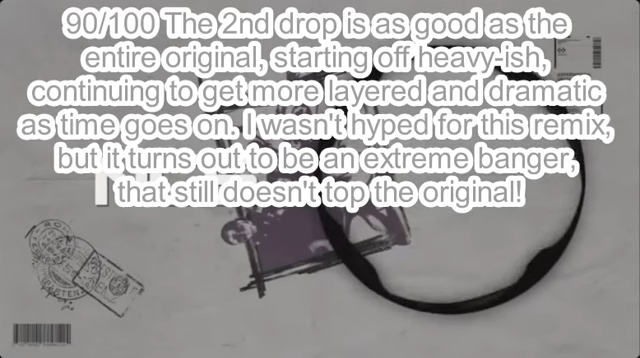 90/100 The 2nd drop is as good as the
entire original, starting off heavy-ish,
continuing to get more layered and dramatic
as time goes on. I wasn't hyped for this remix,
but it turns out to be an extreme banger,
that still doesn't top the original!